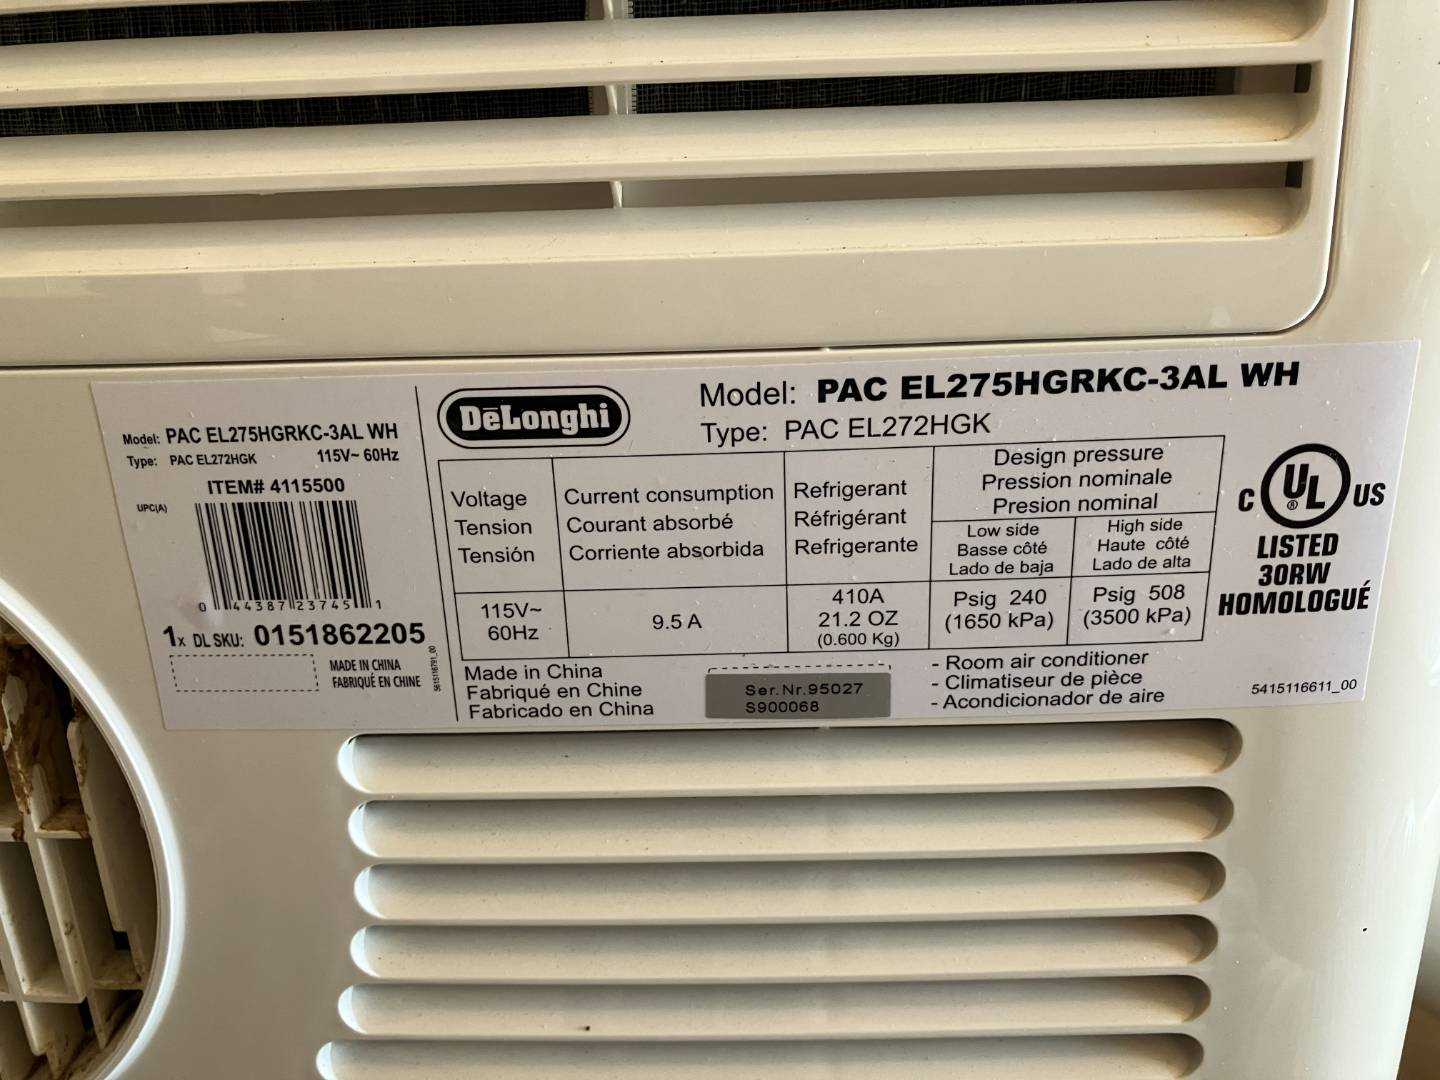 Model: PAC EL275HGRKC-3AL WH
Type: PAC EL272HGK 115V~ 60Hz
ITEM# 4115500
UPC(A)
0 44387 23745 1
1x DL SKU: 0151862205
MADE IN CHINA
FABRIQUÉ EN CHINE
5615116791_00
DēLonghi
Model: PAC EL275HGRKC-3AL WH
Type: PAC EL272HGK
Voltage
Tension
Tensión
Current consumption
Courant absorbé
Corriente absorbida
Refrigerant
Réfrigérant
Refrigerante
Design pressure
Pression nominale
Presion nominal
Low side
Basse côté
Lado de baja
High side
Haute côté
Lado de alta
115V~
60Hz
9.5 A
410A
21.2 OZ
(0.600 Kg)
Psig 240
(1650 kPa)
Psig 508
(3500 kPa)
Made in China
Fabriqué en Chine
Fabricado en China
Ser.Nr.95027
S900068
- Room air conditioner
- Climatiseur de pièce
- Acondicionador de aire
C UL ® US
LISTED
30RW
HOMOLOGUÉ
5415116611_00